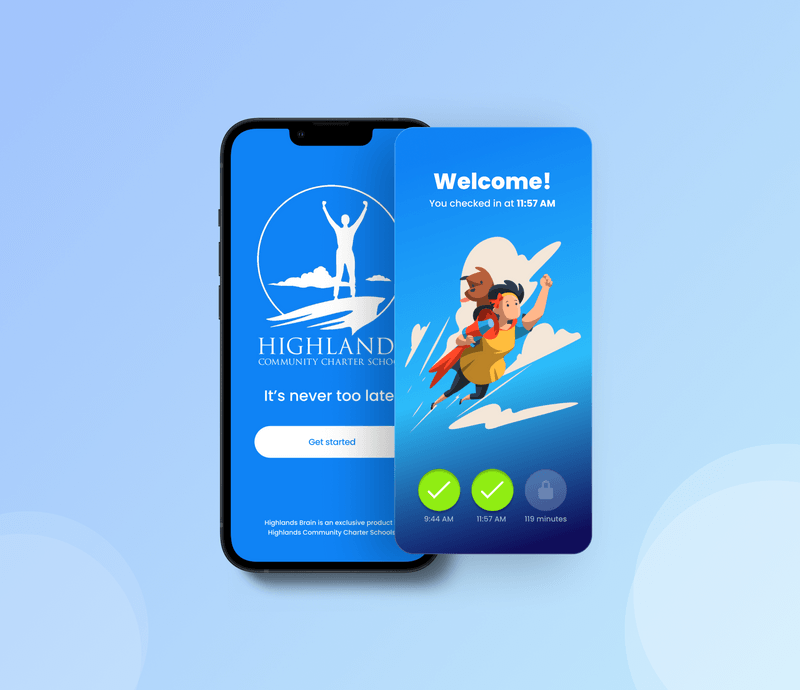 HIGHLAND
COMMUNITY CHARTER SCHO
It's never too late
Get started
Highlands Brain is an exclusive product
Highlands Community Charter Schools
Welcome!
You checked in at 11:57 AM
9:44 AM
11:57 AM
119 minutes